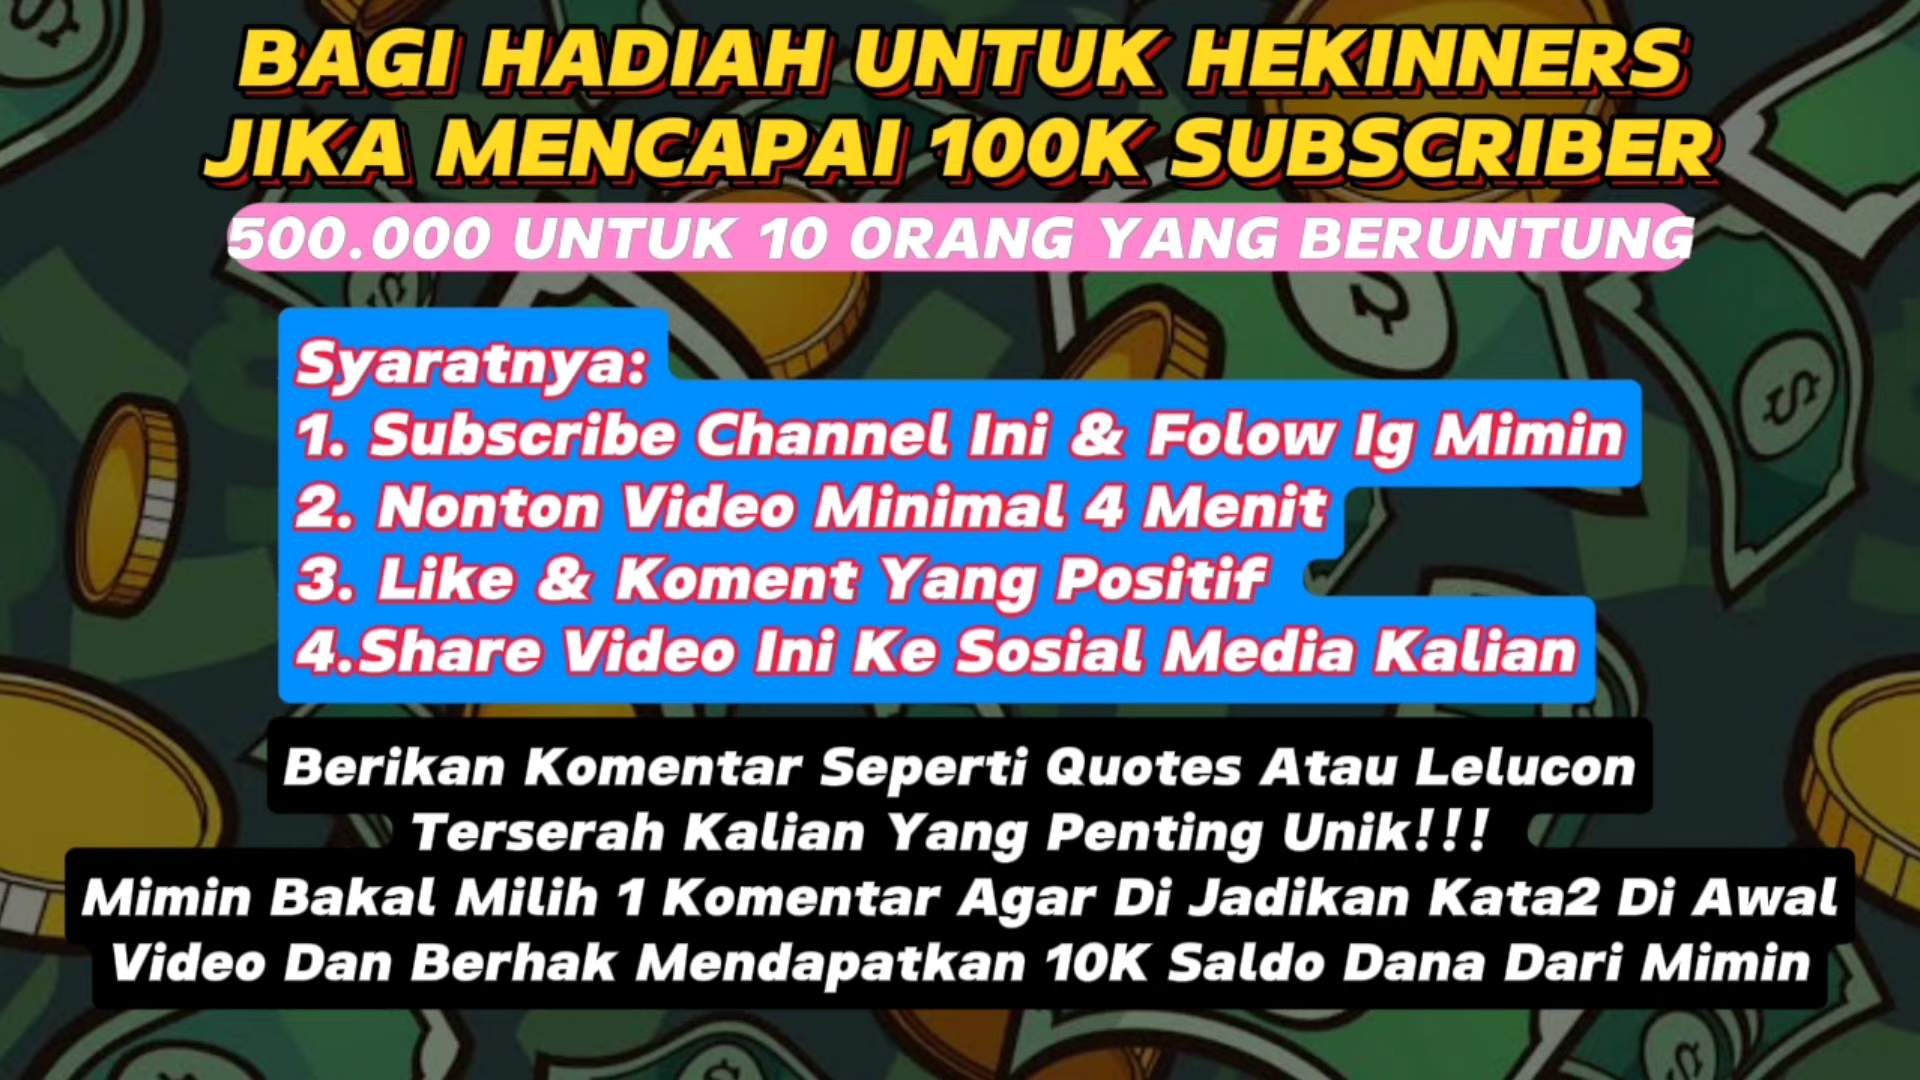 BAGI HADIAH UNTUK HEKINNERS
JIKA MENCAPAI 100K SUBSCRIBER
500.000 UNTUK 10 ORANG YANG BERUNTUNG
Syaratnya:
1. Subscribe Channel Ini & Folow Ig Mimin
2. Nonton Video Minimal 4 Menit
3. Like & Koment Yang Positif
4.Share Video Ini Ke Sosial Media Kalian
Berikan Komentar Seperti Quotes Atau Lelucon
Terserah Kalian Yang Penting Unik!!!
Mimin Bakal Milih 1 Komentar Agar Di Jadikan Kata2 Di Awal
Video Dan Berhak Mendapatkan 10K Saldo Dana Dari Mimin